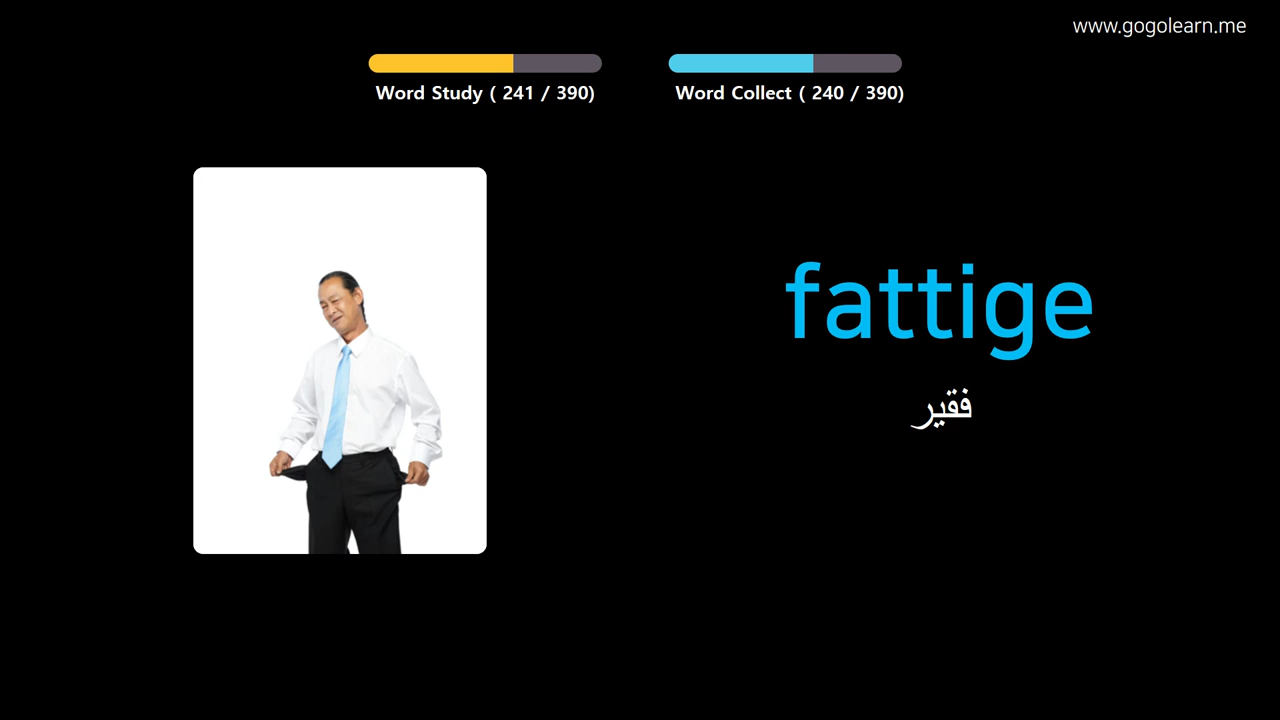 www.gogolearn.me
Word Study ( 241 / 390)
Word Collect ( 240 / 390)
fattige
فقير